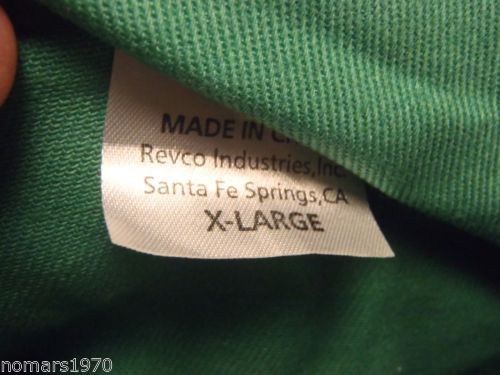 MADE IN C
Revco Industries,Inc.
Santa Fe Springs,CA
X-LARGE
nomars1970